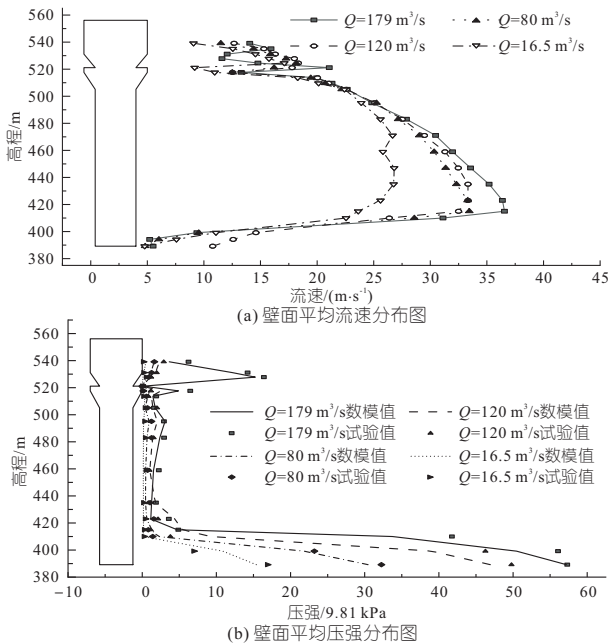 Q=179 m³/s
Q=80 m³/s
Q=120 m³/s
Q=16.5 m³/s
高程/m
560
540
520
500
480
460
440
420
400
380
0 5 10 15 20 25 30 35 40 45
流速/(m·s⁻¹)
(a) 壁面平均流速分布图
高程/m
560
540
520
500
480
460
440
420
400
380
Q=179 m³/s数模值
Q=120 m³/s数模值
Q=179 m³/s试验值
Q=120 m³/s试验值
Q=80 m³/s数模值
Q=16.5 m³/s数模值
Q=80 m³/s试验值
Q=16.5 m³/s试验值
−10 0 10 20 30 40 50 60
压强/9.81 kPa
(b) 壁面平均压强分布图